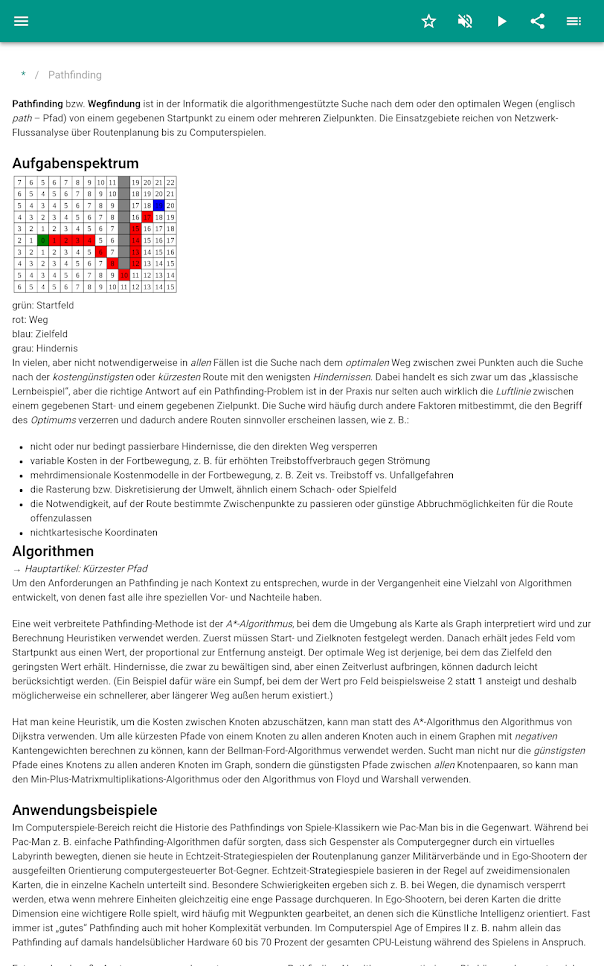 * / Pathfinding
Pathfinding bzw. Wegfindung ist in der Informatik die algorithmengestützte Suche nach dem oder den optimalen Wegen (englisch
path – Pfad) von einem gegebenen Startpunkt zu einem oder mehreren Zielpunkten. Die Einsatzgebiete reichen von Netzwerk-
Flussanalyse über Routenplanung bis zu Computerspielen.
Aufgabenspektrum
7 6 5 6 7 8 9 10 11 19 20 21 22
6 5 4 5 6 7 8 9 10 18 19 20 21
5 4 3 4 5 6 7 8 9 17 18 20
4 3 2 3 4 5 6 7 8 16 17 18 19
3 2 1 2 3 4 5 6 7 15 16 17 18
2 1 1 2 3 4 5 6 14 15 16 17
3 2 1 2 3 4 5 6 7 13 14 15 16
4 3 2 3 4 5 6 7 8 12 13 14 15
5 4 3 4 5 6 7 8 9 10 11 12 13 14
6 5 4 5 6 7 8 9 10 11 12 13 14 15
grün: Startfeld
rot: Weg
blau: Zielfeld
grau: Hindernis
In vielen, aber nicht notwendigerweise in allen Fällen ist die Suche nach dem optimalen Weg zwischen zwei Punkten auch die Suche
nach der kostengünstigsten oder kürzesten Route mit den wenigsten Hindernissen. Dabei handelt es sich zwar um das „klassische
Lernbeispiel“, aber die richtige Antwort auf ein Pathfinding-Problem ist in der Praxis nur selten auch wirklich die Luftlinie zwischen
einem gegebenen Start- und einem gegebenen Zielpunkt. Die Suche wird häufig durch andere Faktoren mitbestimmt, die den Begriff
des Optimums verzerren und dadurch andere Routen sinnvoller erscheinen lassen, wie z. B.:
• nicht oder nur bedingt passierbare Hindernisse, die den direkten Weg versperren
• variable Kosten in der Fortbewegung, z. B. für erhöhten Treibstoffverbrauch gegen Strömung
• mehrdimensionale Kostenmodelle in der Fortbewegung, z. B. Zeit vs. Treibstoff vs. Unfallgefahren
• die Rasterung bzw. Diskretisierung der Umwelt, ähnlich einem Schach- oder Spielfeld
• die Notwendigkeit, auf der Route bestimmte Zwischenpunkte zu passieren oder günstige Abbruchmöglichkeiten für die Route
offenzulassen
• nichtkartesische Koordinaten
Algorithmen
→ Hauptartikel: Kürzester Pfad
Um den Anforderungen an Pathfinding je nach Kontext zu entsprechen, wurde in der Vergangenheit eine Vielzahl von Algorithmen
entwickelt, von denen fast alle ihre speziellen Vor- und Nachteile haben.
Eine weit verbreitete Pathfinding-Methode ist der A*-Algorithmus, bei dem die Umgebung als Karte als Graph interpretiert wird und zur
Berechnung Heuristiken verwendet werden. Zuerst müssen Start- und Zielknoten festgelegt werden. Danach erhält jedes Feld vom
Startpunkt aus einen Wert, der proportional zur Entfernung ansteigt. Der optimale Weg ist derjenige, bei dem das Zielfeld den
geringsten Wert erhält. Hindernisse, die zwar zu bewältigen sind, aber einen Zeitverlust aufbringen, können dadurch leicht
berücksichtigt werden. (Ein Beispiel dafür wäre ein Sumpf, bei dem der Wert pro Feld beispielsweise 2 statt 1 ansteigt und deshalb
möglicherweise ein schnellerer, aber längerer Weg außen herum existiert.)
Hat man keine Heuristik, um die Kosten zwischen Knoten abzuschätzen, kann man statt des A*-Algorithmus den Algorithmus von
Dijkstra verwenden. Um alle kürzesten Pfade von einem Knoten zu allen anderen Knoten auch in einem Graphen mit negativen
Kantengewichten berechnen zu können, kann der Bellman-Ford-Algorithmus verwendet werden. Sucht man nicht nur die günstigsten
Pfade eines Knotens zu allen anderen Knoten im Graph, sondern die günstigsten Pfade zwischen allen Knotenpaaren, so kann man
den Min-Plus-Matrixmultiplikations-Algorithmus oder den Algorithmus von Floyd und Warshall verwenden.
Anwendungsbeispiele
Im Computerspiele-Bereich reicht die Historie des Pathfindings von Spiele-Klassikern wie Pac-Man bis in die Gegenwart. Während bei
Pac-Man z. B. einfache Pathfinding-Algorithmen dafür sorgten, dass sich Gespenster als Computergegner durch ein virtuelles
Labyrinth bewegten, dienen sie heute in Echtzeit-Strategiespielen der Routenplanung ganzer Militärverbände und in Ego-Shootern der
ausgefeilten Orientierung computergesteuerter Bot-Gegner. Echtzeit-Strategiespiele basieren in der Regel auf zweidimensionalen
Karten, die in einzelne Kacheln unterteilt sind. Besondere Schwierigkeiten ergeben sich z. B. bei Wegen, die dynamisch versperrt
werden, etwa wenn mehrere Einheiten gleichzeitig eine enge Passage durchqueren. In Ego-Shootern, bei deren Karten die dritte
Dimension eine wichtigere Rolle spielt, wird häufig mit Wegpunkten gearbeitet, an denen sich die Künstliche Intelligenz orientiert. Fast
immer ist „gutes“ Pathfinding auch mit hoher Komplexität verbunden. Im Computerspiel Age of Empires II z. B. nahm allein das
Pathfinding auf damals handelsüblicher Hardware 60 bis 70 Prozent der gesamten CPU-Leistung während des Spielens in Anspruch.